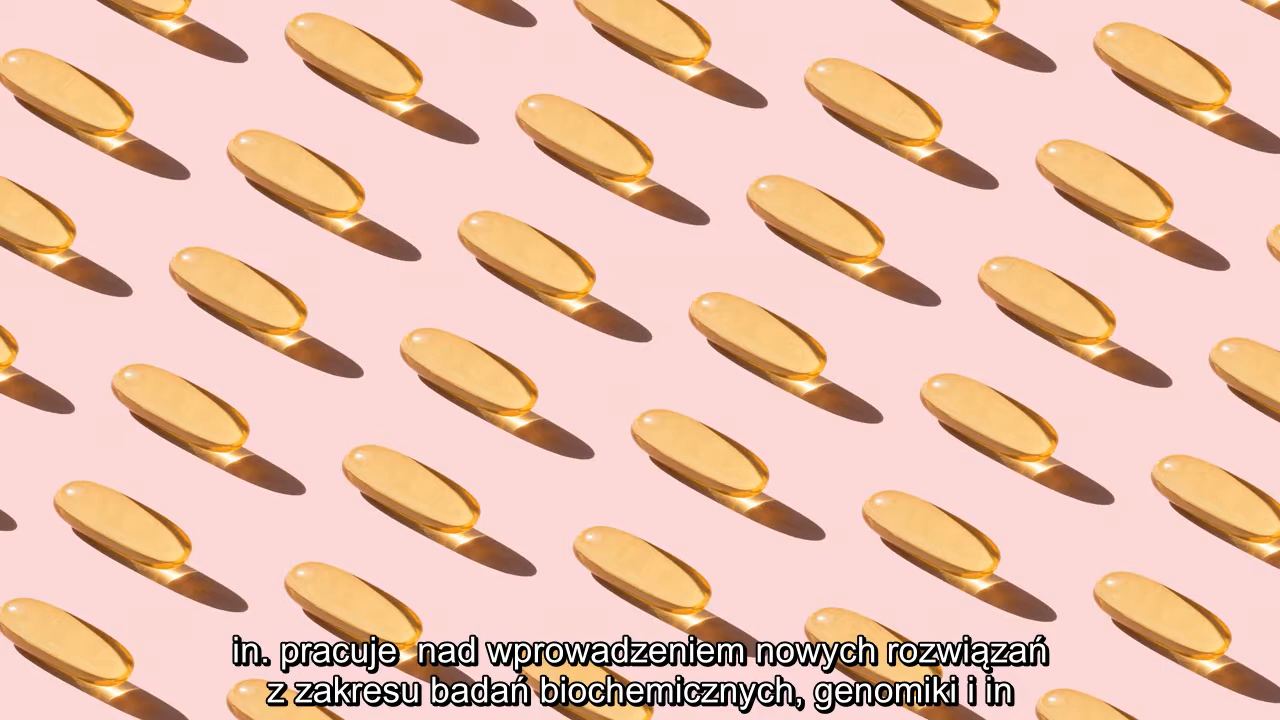 in. pracuje  nad wprowadzeniem nowych rozwiązań
z zakresu badań biochemicznych, genomiki i in